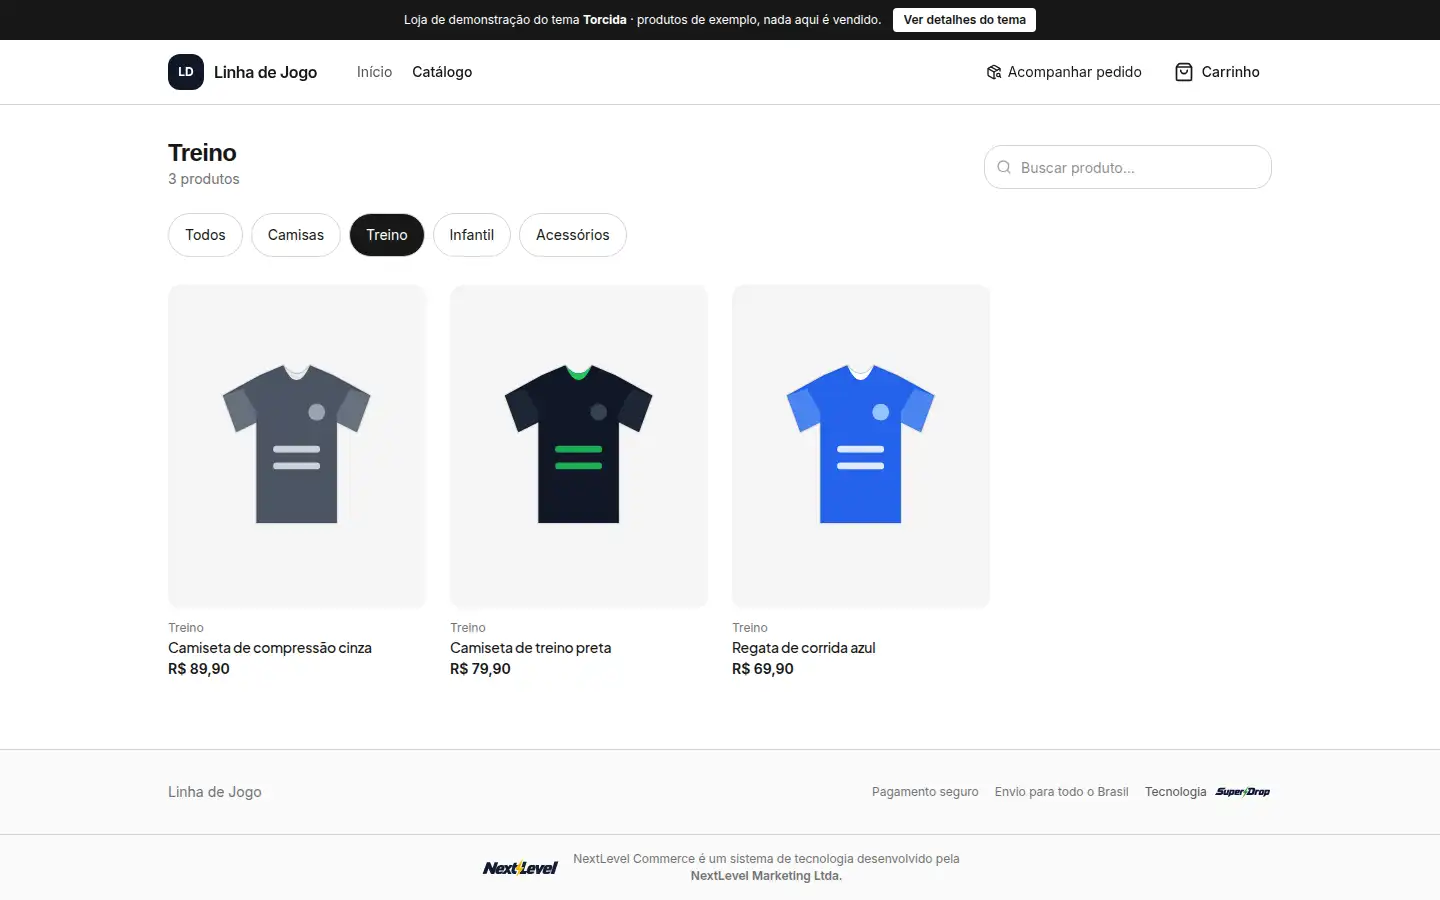 Loja de demonstração do tema Torcida · produtos de exemplo, nada aqui é vendido. Ver detalhes do tema
LD Linha de Jogo Início Catálogo Acompanhar pedido Carrinho
Treino
3 produtos
Buscar produto...
Todos Camisas Treino Infantil Acessórios
Treino
Camiseta de compressão cinza
R$ 89,90
Treino
Camiseta de treino preta
R$ 79,90
Treino
Regata de corrida azul
R$ 69,90
Linha de Jogo Pagamento seguro Envio para todo o Brasil Tecnologia SuperDrop
NextLevel
NextLevel Commerce é um sistema de tecnologia desenvolvido pela
NextLevel Marketing Ltda.